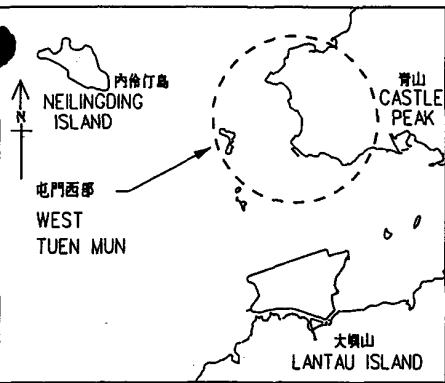 內伶仃島
NEILINGDING
ISLAND
N
青山
CASTLE
PEAK
屯門西部
WEST
TUEN MUN
大嶼山
LANTAU ISLAND